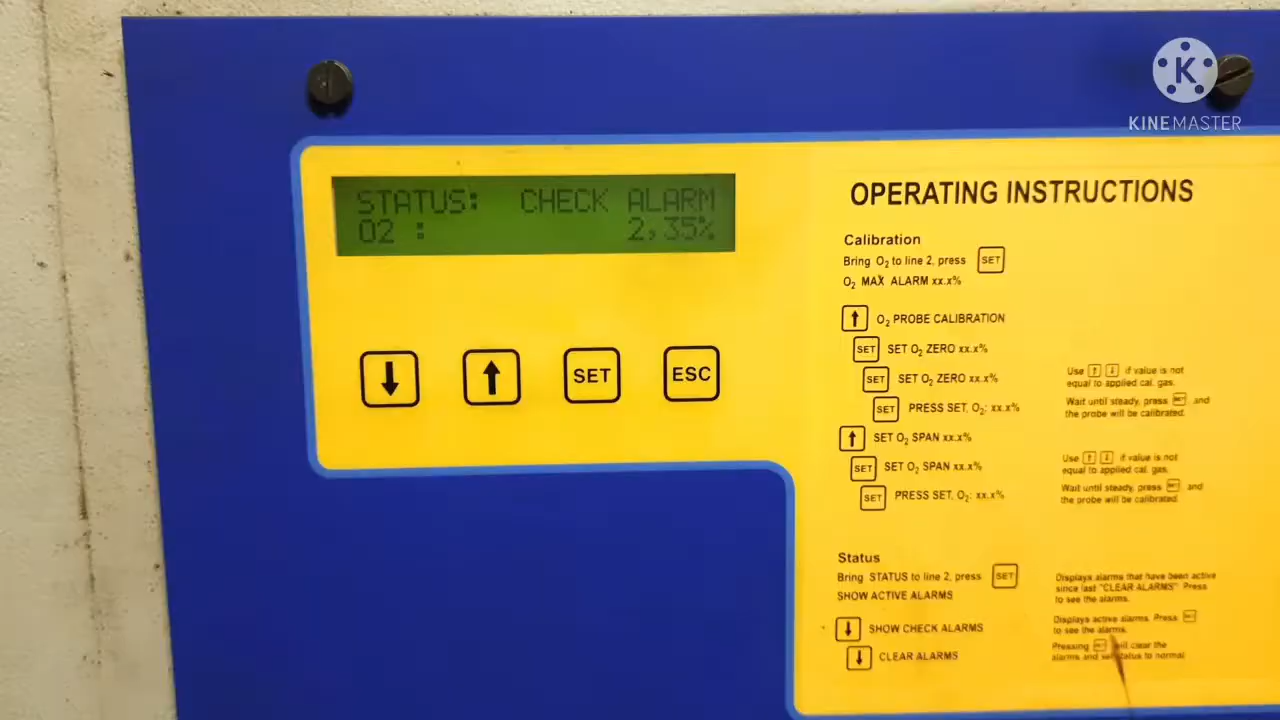 KINEMASTER
STATUS: CHECK ALARM
O2 : 2,35%
↓ ↑ SET ESC
OPERATING INSTRUCTIONS
Calibration
Bring O₂ to line 2, press SET
O₂ MAX ALARM xx.x%
↑ O₂ PROBE CALIBRATION
SET SET O₂ ZERO xx.x%
SET SET O₂ ZERO xx.x%
Use ↑ ↓ if value is not
equal to applied cal. gas.
SET PRESS SET, O₂: xx.x%
Wait until steady, press SET and
the probe will be calibrated.
↑ SET O₂ SPAN xx.x%
SET SET O₂ SPAN xx.x%
Use ↑ ↓ if value is not
equal to applied cal. gas.
SET PRESS SET, O₂: xx.x%
Wait until steady, press SET and
the probe will be calibrated.
Status
Bring STATUS to line 2, press SET
SHOW ACTIVE ALARMS
Displays alarms that have been active
since last "CLEAR ALARMS". Press
to see the alarms.
↓ SHOW CHECK ALARMS
Displays active alarms. Press SET
to see the alarms.
↓ CLEAR ALARMS
Pressing SET will clear the
alarms and set status to normal